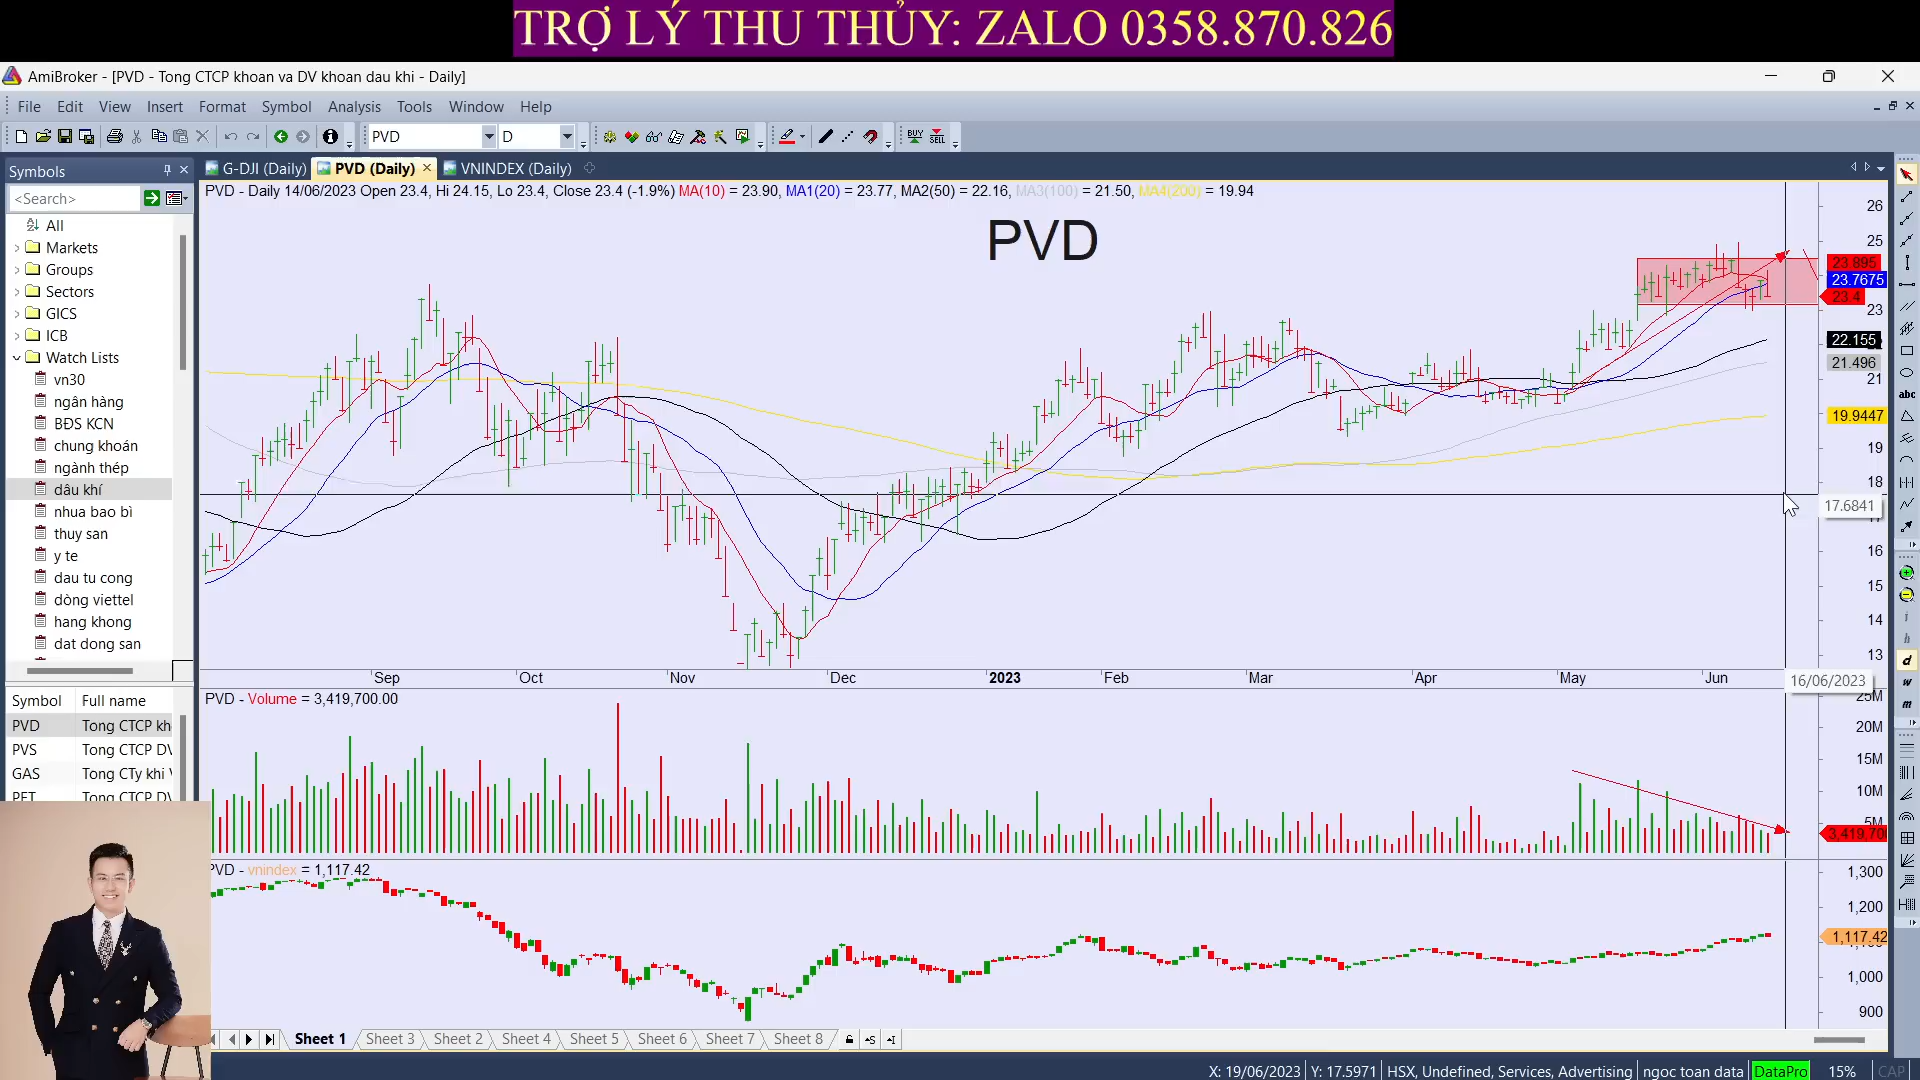 TRỢ LÝ THU THỦY: ZALO 0358.870.826
AmiBroker - [PVD - Tong CTCP khoan va DV khoan dau khi - Daily]
File Edit View Insert Format Symbol Analysis Tools Window Help
PVD D BUY SELL
Symbols
G-DJI (Daily) PVD (Daily) VNINDEX (Daily)
<Search>
PVD - Daily 14/06/2023 Open 23.4, Hi 24.15, Lo 23.4, Close 23.4 (-1.9%) MA(10) = 23.90, MA1(20) = 23.77, MA2(50) = 22.16, MA3(100) = 21.50, MA4(200) = 19.94
All
Markets
Groups
Sectors
GICS
ICB
Watch Lists
vn30
ngân hàng
BĐS KCN
chung khoán
ngành thép
dâu khí
nhua bao bì
thuy san
y te
dau tu cong
dòng viettel
hang khong
dat dong san
PVD
26
25
23.895
23.7675
23.4
23
22.155
21.496
21
19.9447
19
18
17.6841
16
15
14
13
Sep Oct Nov Dec 2023 Feb Mar Apr May Jun 16/06/2023
Symbol Full name
PVD Tong CTCP kh
PVS Tong CTCP DV
GAS Tong CTy khi V
PET Tong CTCP DV
PVD - Volume = 3,419,700.00
25M
20M
15M
10M
5M
3,419,70
PVD - vnindex = 1,117.42
1,300
1,200
1,117.42
1,000
900
Sheet 1 Sheet 3 Sheet 2 Sheet 4 Sheet 5 Sheet 6 Sheet 7 Sheet 8
abc
d
w
m
X: 19/06/2023 Y: 17.5971 HSX, Undefined, Services, Advertising ngoc toan data DataPro 15% CAP